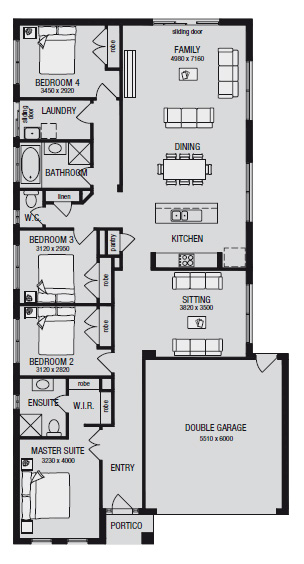 sliding door
FAMILY
4980 x 7160
robe
BEDROOM 4
3450 x 2920
sliding door
LAUNDRY
DINING
BATHROOM
linen
W.C.
KITCHEN
pantry
BEDROOM 3
3120 x 2950
robe
SITTING
3820 x 3500
robe
BEDROOM 2
3120 x 2820
robe
ENSUITE
W.I.R.
robe
DOUBLE GARAGE
5510 x 6000
MASTER SUITE
3230 x 4000
ENTRY
PORTICO